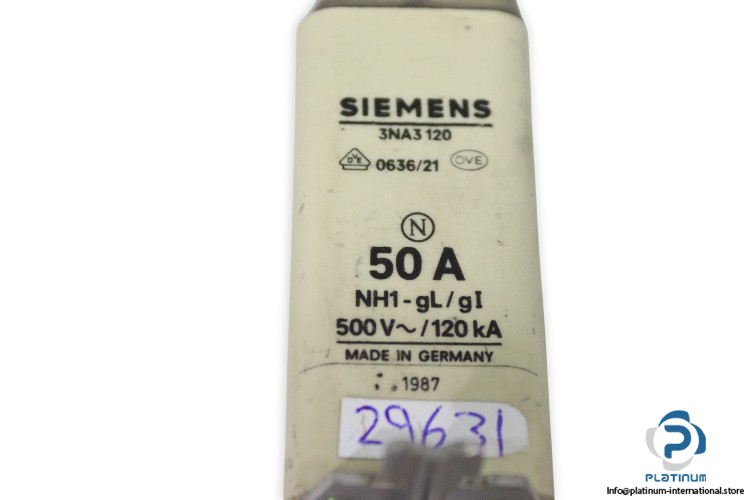 SIEMENS
3NA3 120
DVE 0636/21 OVE
N
50 A
NH1-gL/gI
500 V~/120 kA
MADE IN GERMANY
1987
29631
PLATINUM
Info@platinum-international.store